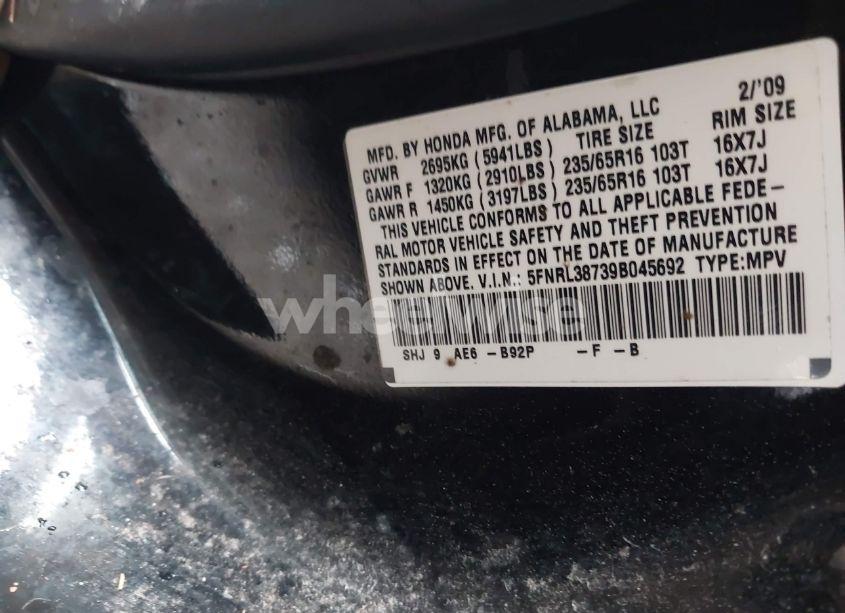 2/'09
MFD. BY HONDA MFG. OF ALABAMA, LLC
GVWR 2695KG (5941LBS) TIRE SIZE RIM SIZE
GAWR F 1320KG (2910LBS) 235/65R16 103T 16X7J
GAWR R 1450KG (3197LBS) 235/65R16 103T 16X7J
THIS VEHICLE CONFORMS TO ALL APPLICABLE FEDE-
RAL MOTOR VEHICLE SAFETY AND THEFT PREVENTION
STANDARDS IN EFFECT ON THE DATE OF MANUFACTURE
SHOWN ABOVE. V.I.N.: 5FNRL38739B045692 TYPE:MPV
SHJ 9 AE6 -B92P -F -B
wheelwise